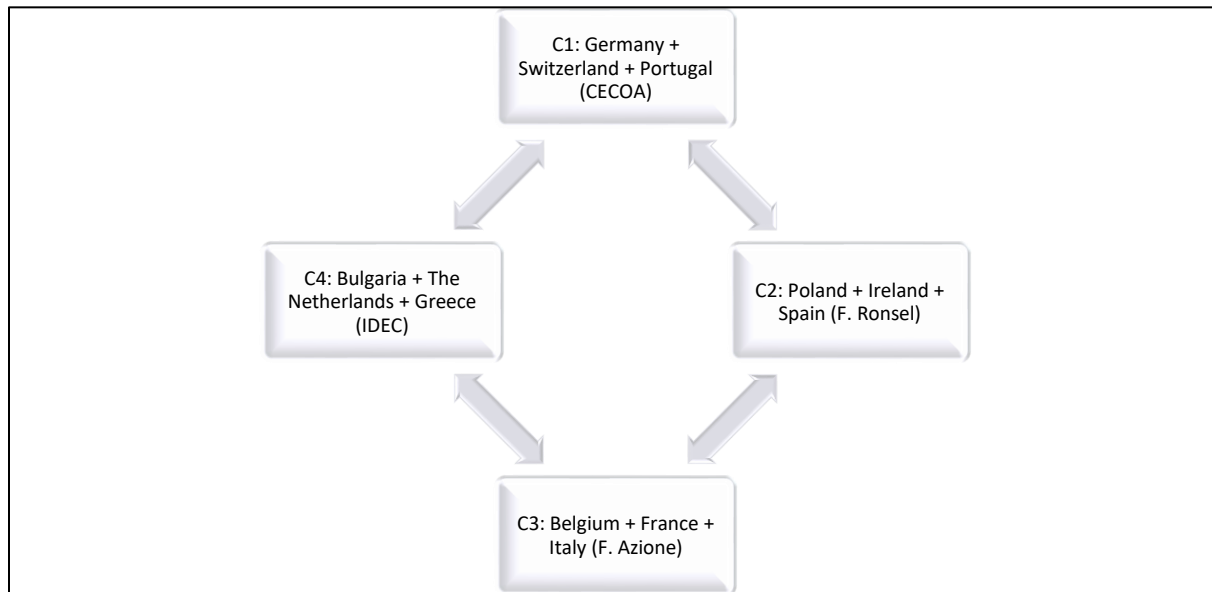 C1: Germany +
Switzerland + Portugal
(CECOA)
C4: Bulgaria + The
Netherlands + Greece
(IDEC)
C2: Poland + Ireland +
Spain (F. Ronsel)
C3: Belgium + France +
Italy (F. Azione)